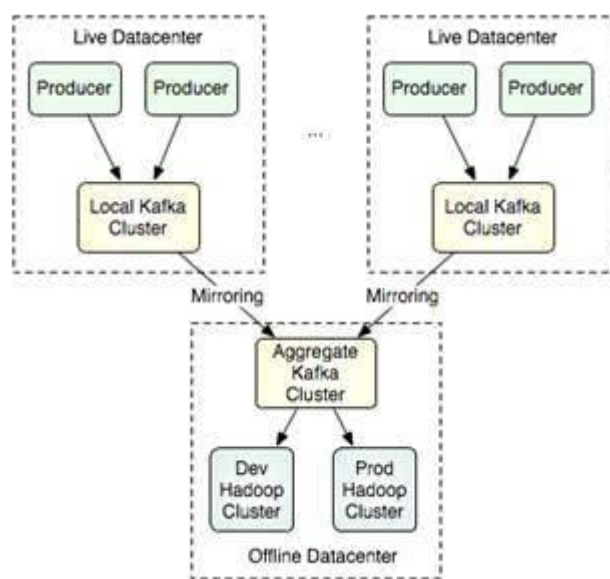 Live Datacenter
Live Datacenter
Producer
Producer
Producer
Producer
...
Local Kafka
Cluster
Local Kafka
Cluster
Mirroring
Mirroring
Aggregate
Kafka
Cluster
Dev
Hadoop
Cluster
Prod
Hadoop
Cluster
Offline Datacenter